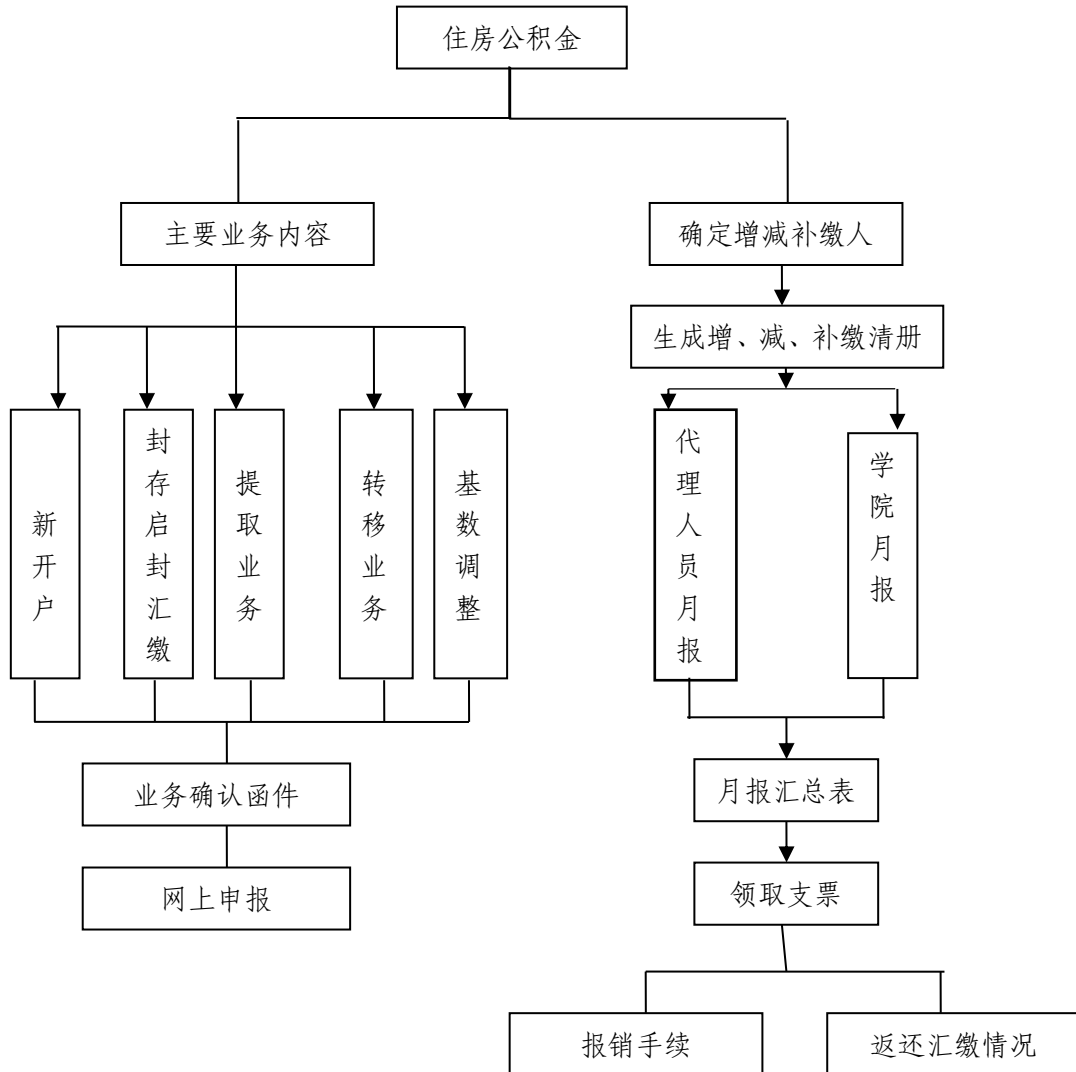 住房公积金
主要业务内容
确定增减补缴人
生成增、减、补缴清册
新开户
封存启封汇缴
提取业务
转移业务
基数调整
代理人员月报
学院月报
业务确认函件
月报汇总表
网上申报
领取支票
报销手续
返还汇缴情况